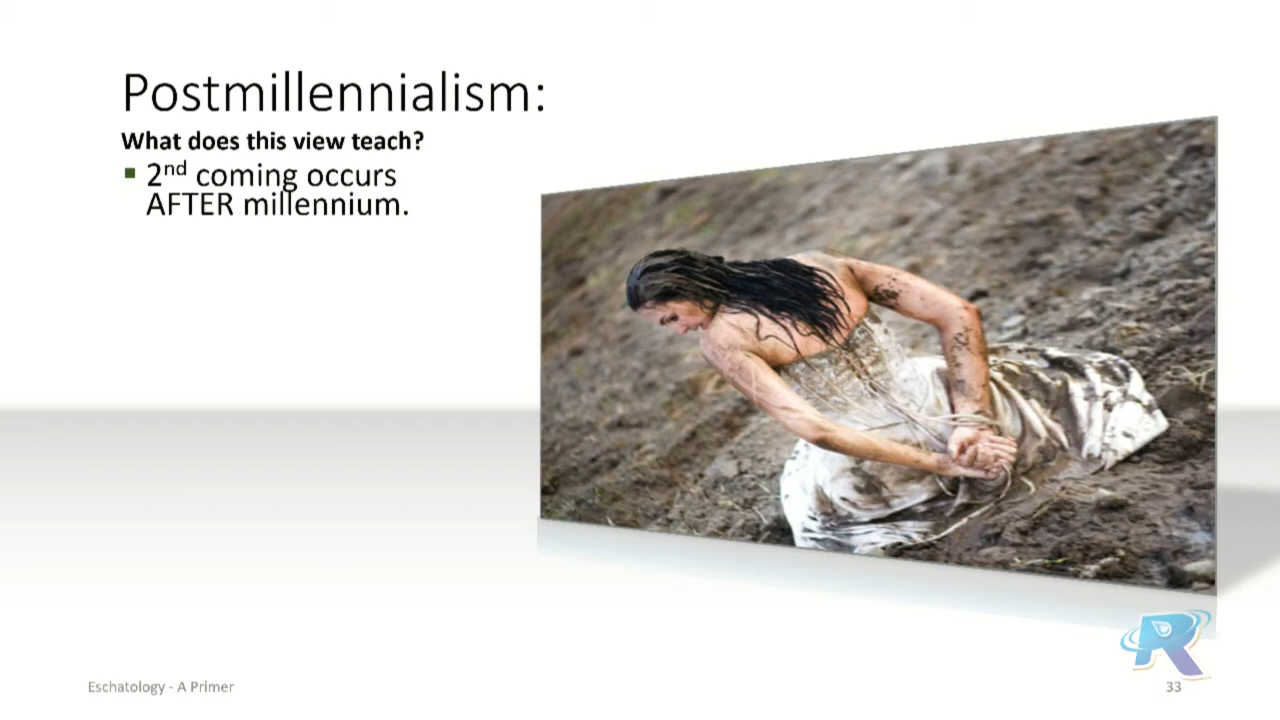 Postmillennialism:
What does this view teach?
▪ 2nd coming occurs
AFTER millennium.
Eschatology - A Primer
R
33